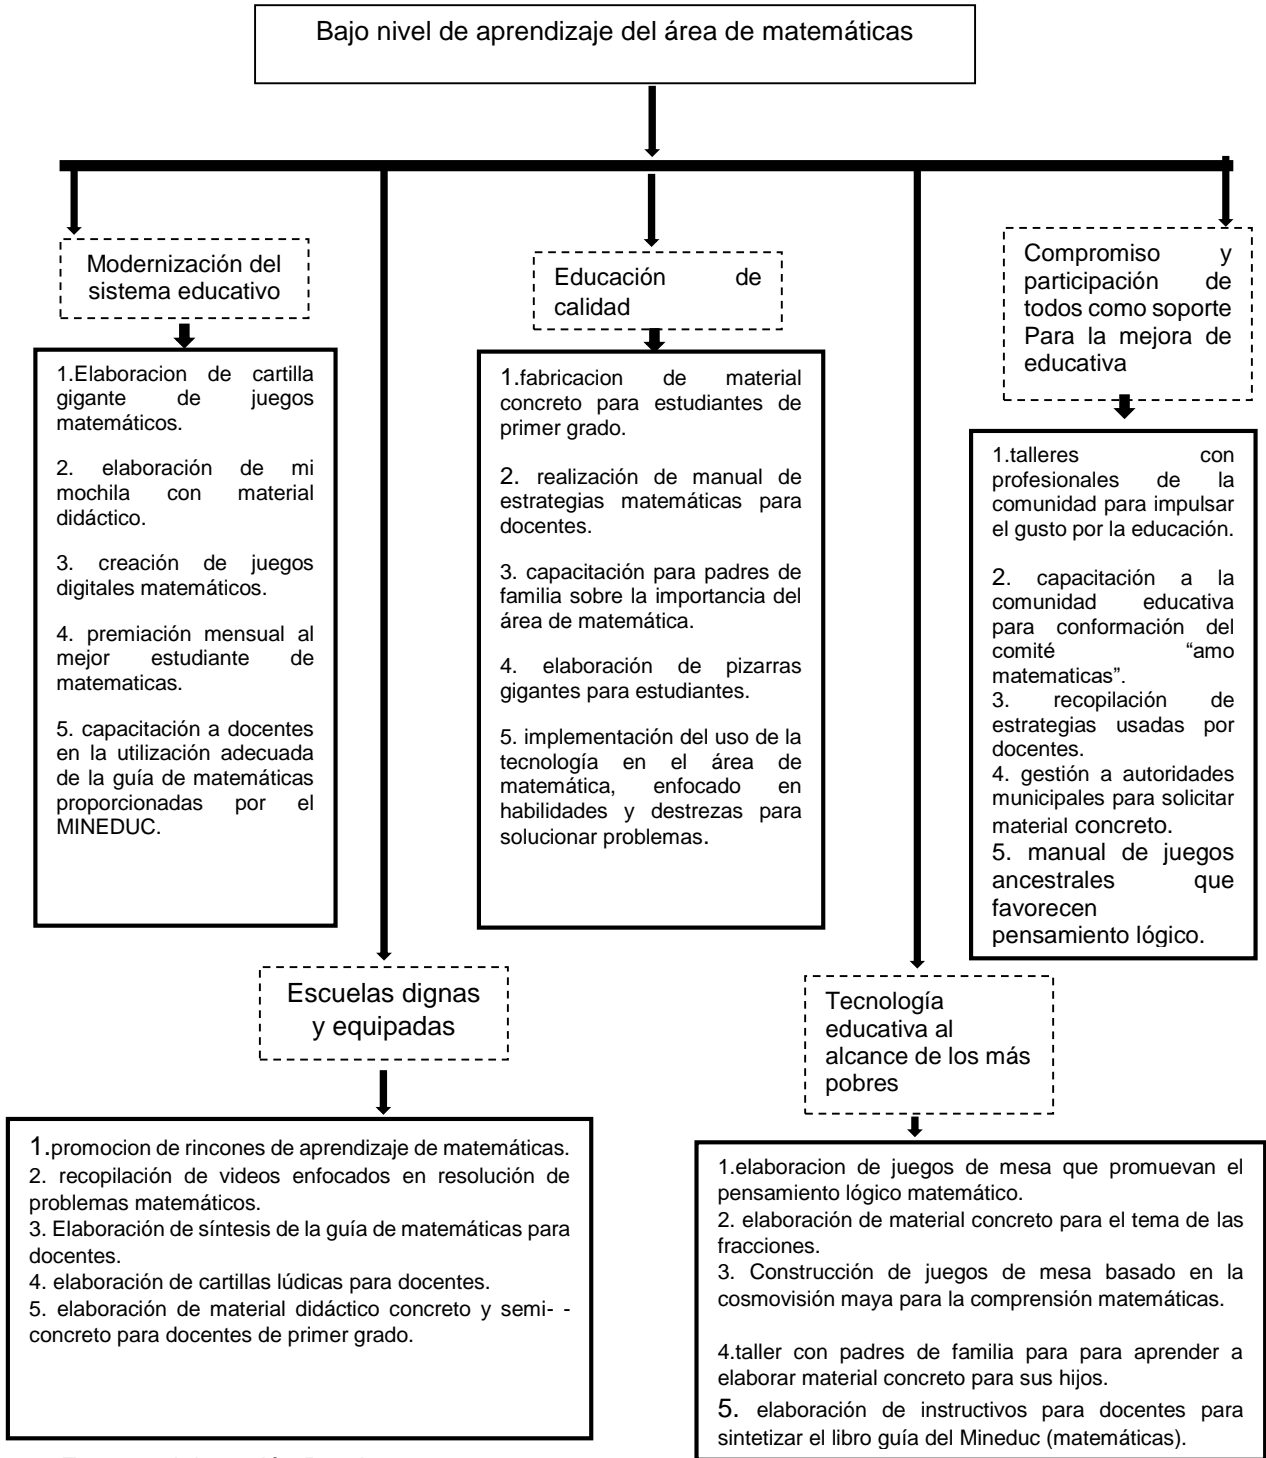 Bajo nivel de aprendizaje del área de matemáticas
Modernización del
sistema educativo
1.Elaboracion de cartilla
gigante de juegos
matemáticos.
2. elaboración de mi
mochila con material
didáctico.
3. creación de juegos
digitales matemáticos.
4. premiación mensual al
mejor estudiante de
matematicas.
5. capacitación a docentes
en la utilización adecuada
de la guía de matemáticas
proporcionadas por el
MINEDUC.
Educación de
calidad
1.fabricacion de material
concreto para estudiantes de
primer grado.
2. realización de manual de
estrategias matemáticas para
docentes.
3. capacitación para padres de
familia sobre la importancia del
área de matemática.
4. elaboración de pizarras
gigantes para estudiantes.
5. implementación del uso de la
tecnología en el área de
matemática, enfocado en
habilidades y destrezas para
solucionar problemas.
Compromiso y
participación de
todos como soporte
Para la mejora de
educativa
1.talleres con
profesionales de la
comunidad para impulsar
el gusto por la educación.
2. capacitación a la
comunidad educativa
para conformación del
comité “amo
matematicas”.
3. recopilación de
estrategias usadas por
docentes.
4. gestión a autoridades
municipales para solicitar
material concreto.
5. manual de juegos
ancestrales que
favorecen
pensamiento lógico.
Escuelas dignas
y equipadas
1.promocion de rincones de aprendizaje de matemáticas.
2. recopilación de videos enfocados en resolución de
problemas matemáticos.
3. Elaboración de síntesis de la guía de matemáticas para
docentes.
4. elaboración de cartillas lúdicas para docentes.
5. elaboración de material didáctico concreto y semi- -
concreto para docentes de primer grado.
Tecnología
educativa al
alcance de los más
pobres
1.elaboracion de juegos de mesa que promuevan el
pensamiento lógico matemático.
2. elaboración de material concreto para el tema de las
fracciones.
3. Construcción de juegos de mesa basado en la
cosmovisión maya para la comprensión matemáticas.
4.taller con padres de familia para para aprender a
elaborar material concreto para sus hijos.
5. elaboración de instructivos para docentes para
sintetizar el libro guía del Mineduc (matemáticas).